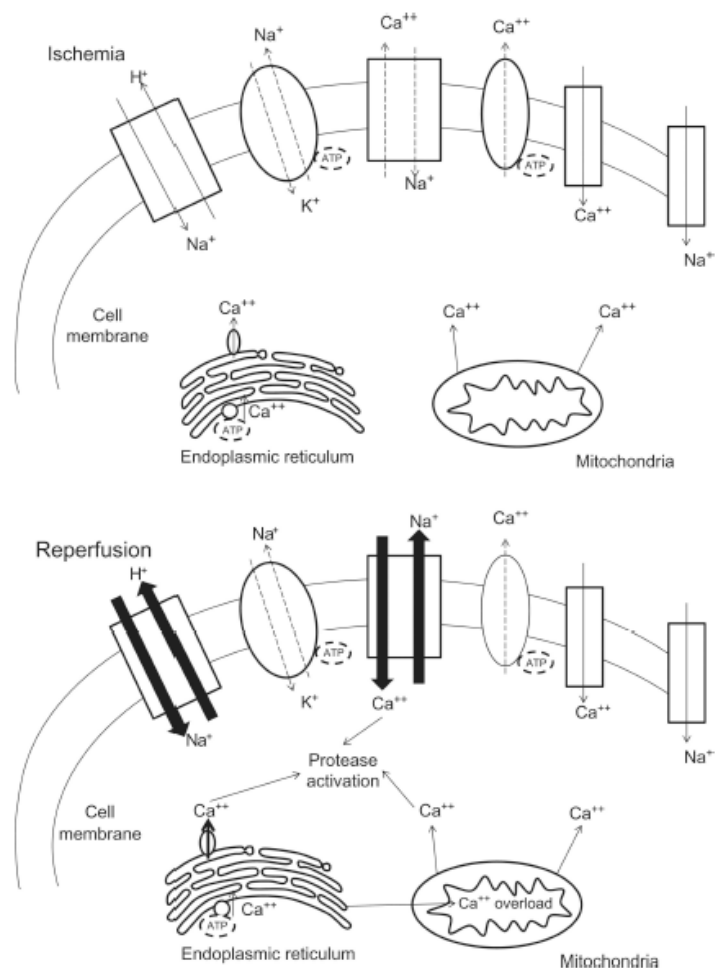 Ischemia
H⁺
Na⁺
Ca⁺⁺
Ca⁺⁺
ATP
ATP
Na⁺
K⁺
Na⁺
Ca⁺⁺
Na⁺
Cell
membrane
Ca⁺⁺
Ca⁺⁺
Ca⁺⁺
Ca⁺⁺
ATP
Endoplasmic reticulum
Mitochondria
Reperfusion
H⁺
Na⁺
Na⁺
Ca⁺⁺
ATP
ATP
Na⁺
K⁺
Ca⁺⁺
Ca⁺⁺
Na⁺
Protease
activation
Cell
membrane
Ca⁺⁺
Ca⁺⁺
Ca⁺⁺
Ca⁺⁺
ATP
Ca⁺⁺ overload
Endoplasmic reticulum
Mitochondria